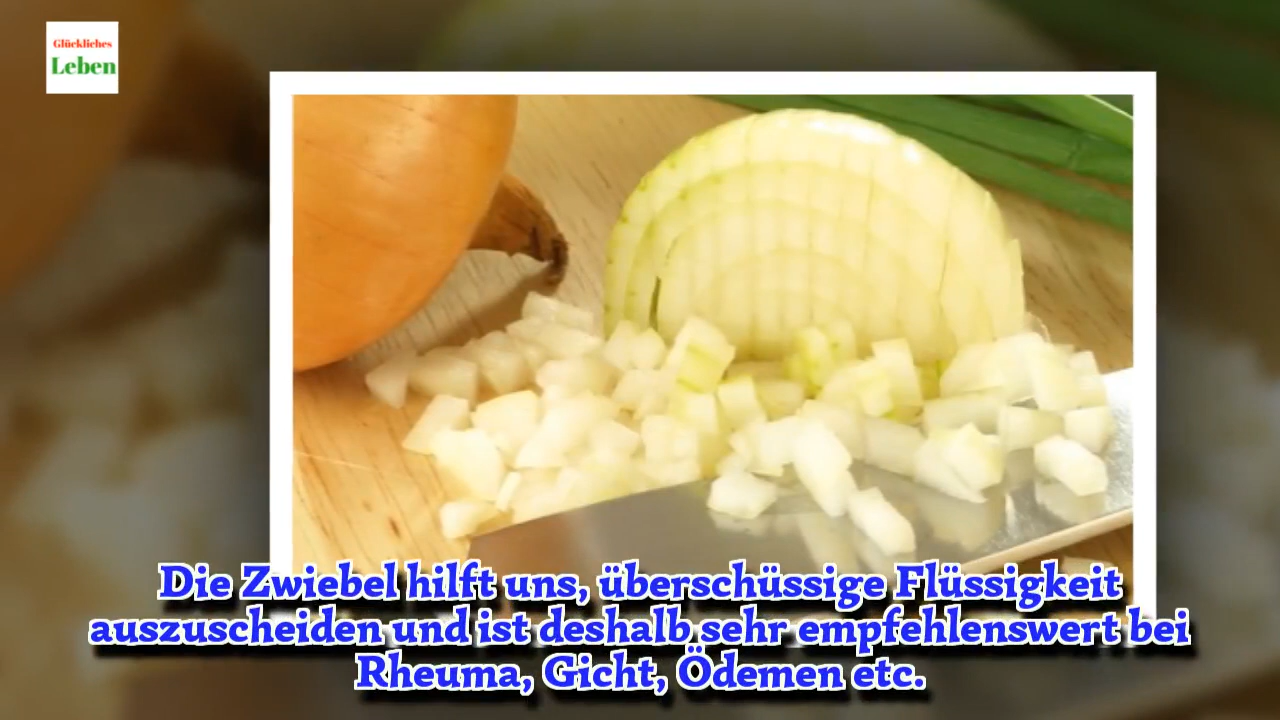 Glückliches
Leben
Die Zwiebel hilft uns, überschüssige Flüssigkeit
auszuscheiden und ist deshalb sehr empfehlenswert bei
Rheuma, Gicht, Ödemen etc.